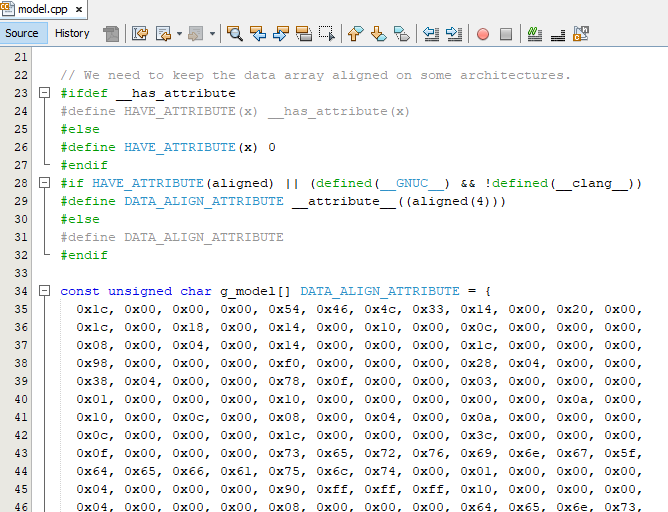 model.cpp
Source History
21
22 // We need to keep the data array aligned on some architectures.
23 #ifdef __has_attribute
24 #define HAVE_ATTRIBUTE(x) __has_attribute(x)
25 #else
26 #define HAVE_ATTRIBUTE(x) 0
27 #endif
28 #if HAVE_ATTRIBUTE(aligned) || (defined(__GNUC__) && !defined(__clang__))
29 #define DATA_ALIGN_ATTRIBUTE __attribute__((aligned(4)))
30 #else
31 #define DATA_ALIGN_ATTRIBUTE
32 #endif
33
34 const unsigned char g_model[] DATA_ALIGN_ATTRIBUTE = {
35 0x1c, 0x00, 0x00, 0x00, 0x54, 0x46, 0x4c, 0x33, 0x14, 0x00, 0x20, 0x00,
36 0x1c, 0x00, 0x18, 0x00, 0x14, 0x00, 0x10, 0x00, 0x0c, 0x00, 0x00, 0x00,
37 0x08, 0x00, 0x04, 0x00, 0x14, 0x00, 0x00, 0x00, 0x1c, 0x00, 0x00, 0x00,
38 0x98, 0x00, 0x00, 0x00, 0xf0, 0x00, 0x00, 0x00, 0x28, 0x04, 0x00, 0x00,
39 0x38, 0x04, 0x00, 0x00, 0x78, 0x0f, 0x00, 0x00, 0x03, 0x00, 0x00, 0x00,
40 0x01, 0x00, 0x00, 0x00, 0x10, 0x00, 0x00, 0x00, 0x00, 0x00, 0x0a, 0x00,
41 0x10, 0x00, 0x0c, 0x00, 0x08, 0x00, 0x04, 0x00, 0x0a, 0x00, 0x00, 0x00,
42 0x0c, 0x00, 0x00, 0x00, 0x1c, 0x00, 0x00, 0x00, 0x3c, 0x00, 0x00, 0x00,
43 0x0f, 0x00, 0x00, 0x00, 0x73, 0x65, 0x72, 0x76, 0x69, 0x6e, 0x67, 0x5f,
44 0x64, 0x65, 0x66, 0x61, 0x75, 0x6c, 0x74, 0x00, 0x01, 0x00, 0x00, 0x00,
45 0x04, 0x00, 0x00, 0x00, 0x90, 0xff, 0xff, 0xff, 0x10, 0x00, 0x00, 0x00,
46 0x04, 0x00, 0x00, 0x00, 0x08, 0x00, 0x00, 0x00, 0x64, 0x65, 0x6e, 0x73,